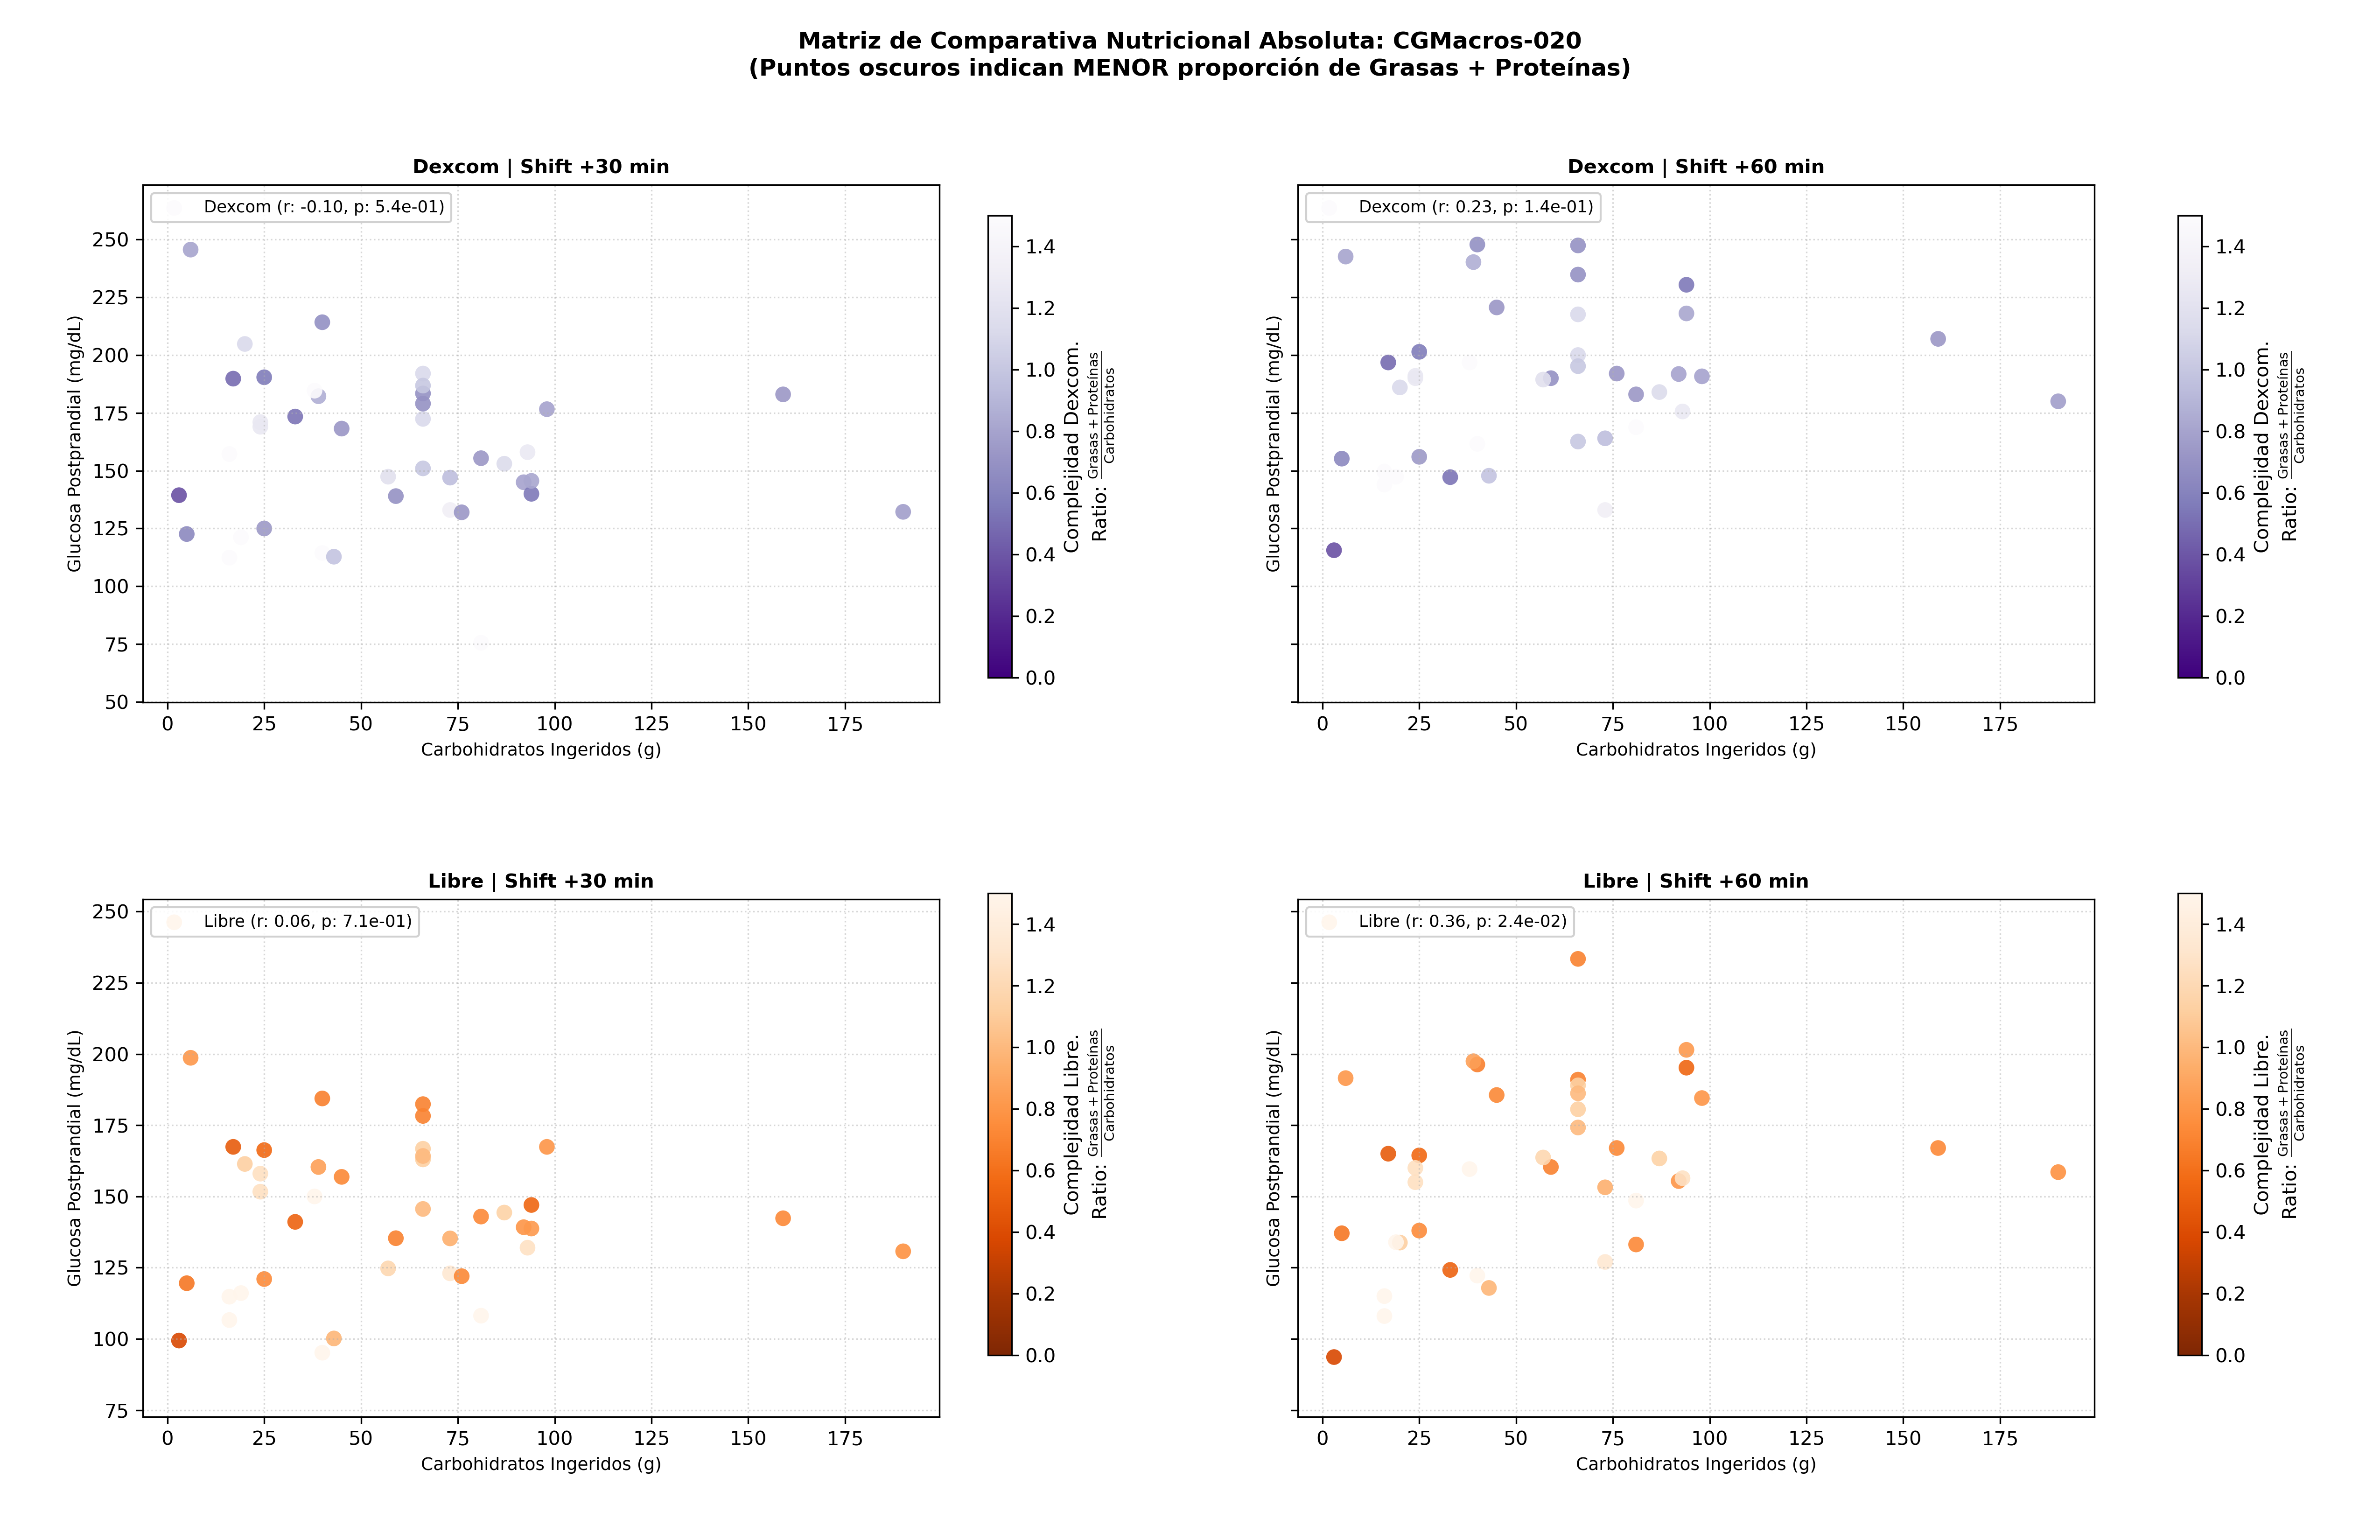 Matriz de Comparativa Nutricional Absoluta: CGMacros-020
(Puntos oscuros indican MENOR proporción de Grasas + Proteínas)
Dexcom | Shift +30 min
Dexcom (r: -0.10, p: 5.4e-01)
Glucosa Postprandial (mg/dL)
250
225
200
175
150
125
100
75
50
0 25 50 75 100 125 150 175
Carbohidratos Ingeridos (g)
1.4
1.2
1.0
0.8
0.6
0.4
0.2
0.0
Complejidad Dexcom.
Ratio: Grasas + Proteínas
Carbohidratos
Dexcom | Shift +60 min
Dexcom (r: 0.23, p: 1.4e-01)
Glucosa Postprandial (mg/dL)
0 25 50 75 100 125 150 175
Carbohidratos Ingeridos (g)
1.4
1.2
1.0
0.8
0.6
0.4
0.2
0.0
Complejidad Dexcom.
Ratio: Grasas + Proteínas
Carbohidratos
Libre | Shift +30 min
Libre (r: 0.06, p: 7.1e-01)
Glucosa Postprandial (mg/dL)
250
225
200
175
150
125
100
75
0 25 50 75 100 125 150 175
Carbohidratos Ingeridos (g)
1.4
1.2
1.0
0.8
0.6
0.4
0.2
0.0
Complejidad Libre.
Ratio: Grasas + Proteínas
Carbohidratos
Libre | Shift +60 min
Libre (r: 0.36, p: 2.4e-02)
Glucosa Postprandial (mg/dL)
0 25 50 75 100 125 150 175
Carbohidratos Ingeridos (g)
1.4
1.2
1.0
0.8
0.6
0.4
0.2
0.0
Complejidad Libre.
Ratio: Grasas + Proteínas
Carbohidratos